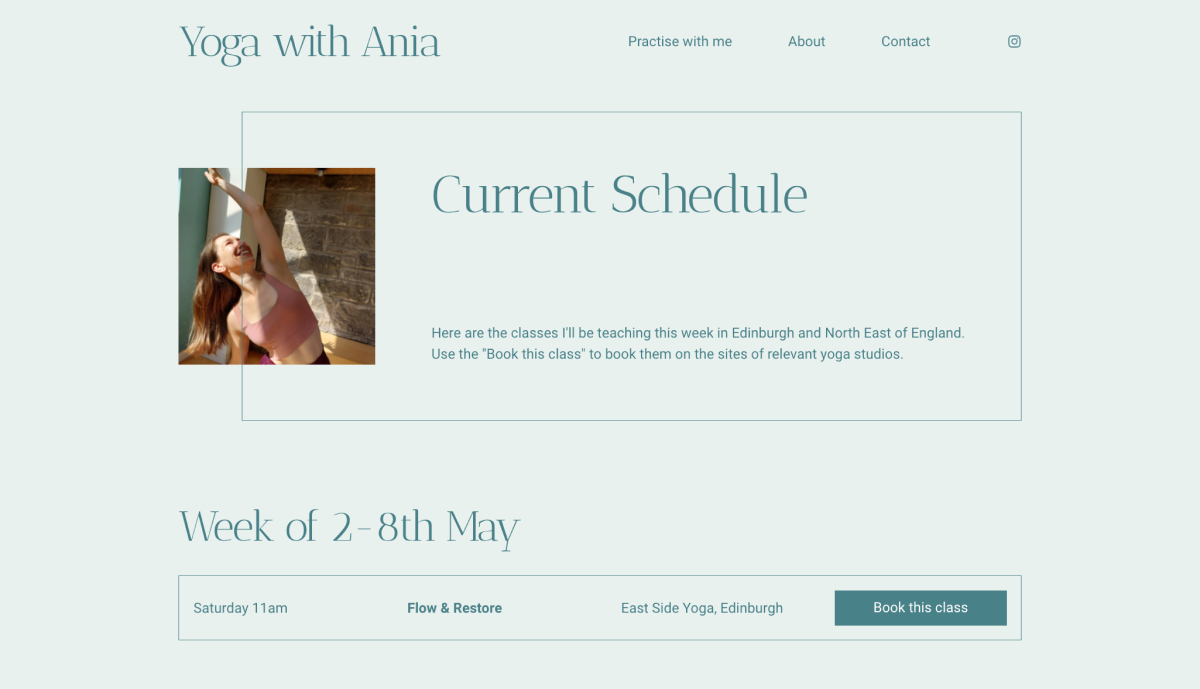 Yoga with Ania
Practise with me
About
Contact
Current Schedule
Here are the classes I'll be teaching this week in Edinburgh and North East of England.
Use the "Book this class" to book them on the sites of relevant yoga studios.
Week of 2-8th May
Saturday 11am
Flow & Restore
East Side Yoga, Edinburgh
Book this class